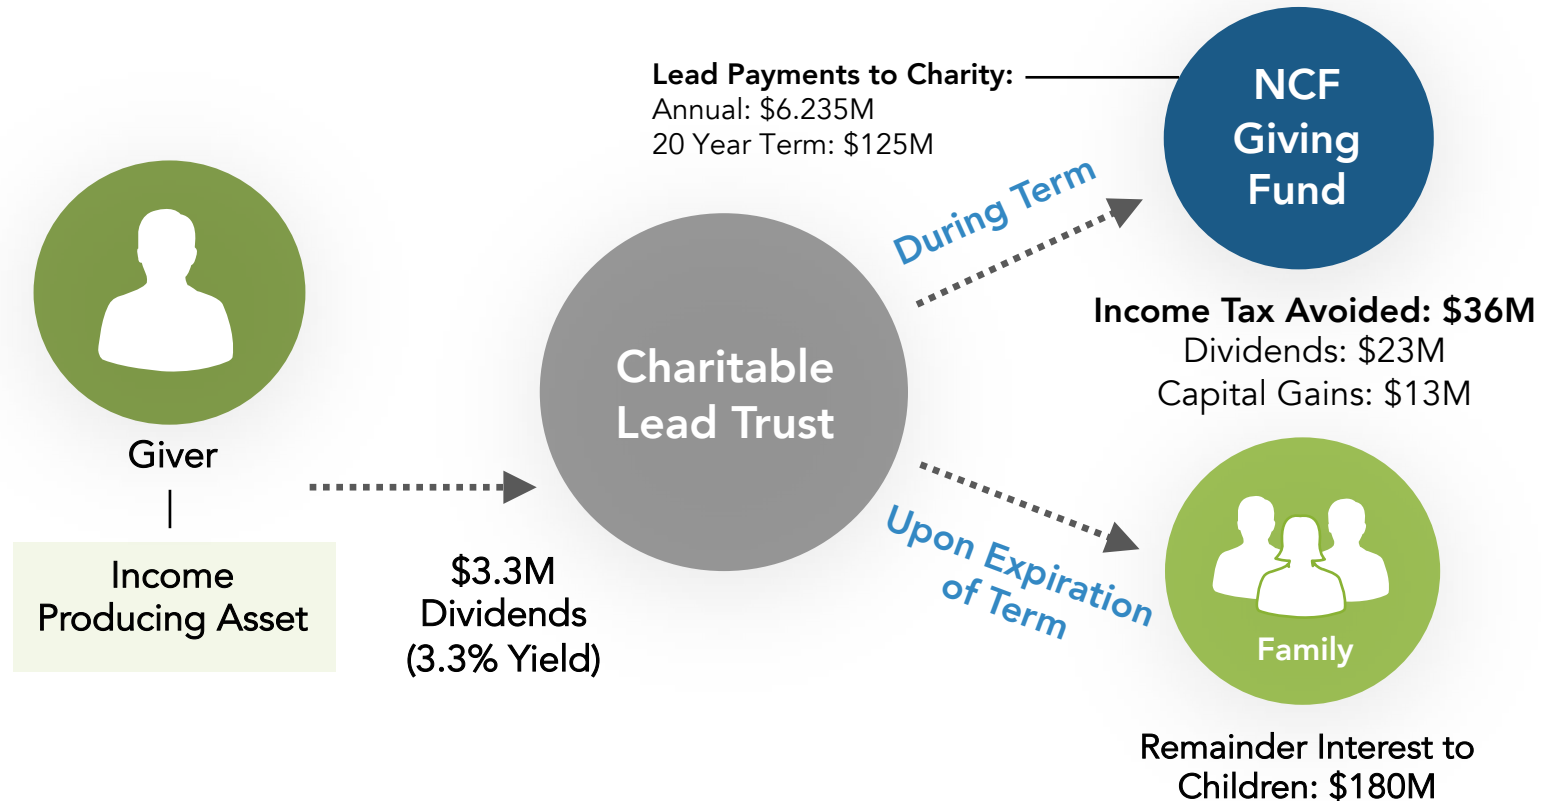 Lead Payments to Charity:
Annual: $6.235M
20 Year Term: $125M
NCF
Giving
Fund
During Term
Income Tax Avoided: $36M
Dividends: $23M
Capital Gains: $13M
Charitable
Lead Trust
Giver
Income
Producing Asset
$3.3M
Dividends
(3.3% Yield)
Upon Expiration
of Term
Family
Remainder Interest to
Children: $180M